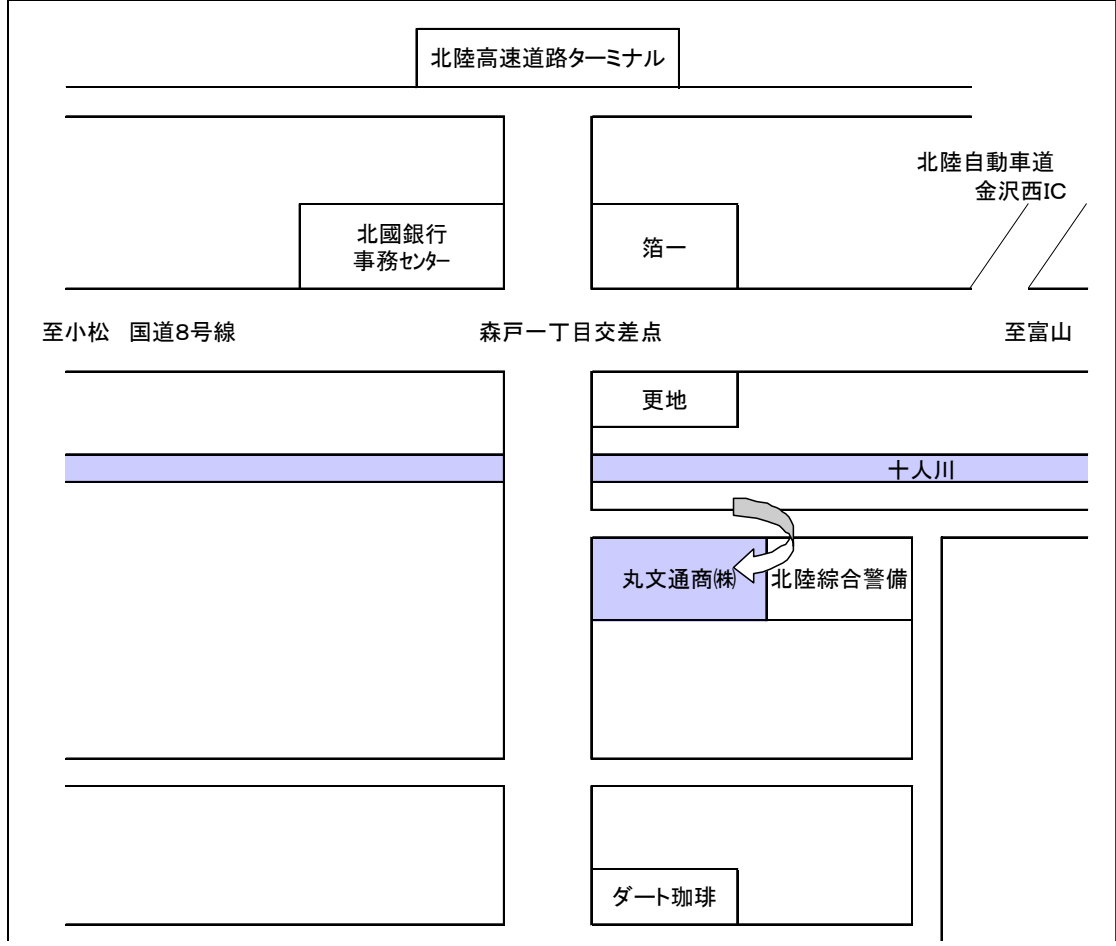 北陸高速道路ターミナル
北陸自動車道
金沢西IC
北國銀行
事務センター
箔一
至小松 国道8号線
森戸一丁目交差点
至富山
更地
十人川
丸文通商㈱
北陸綜合警備
ダート珈琲